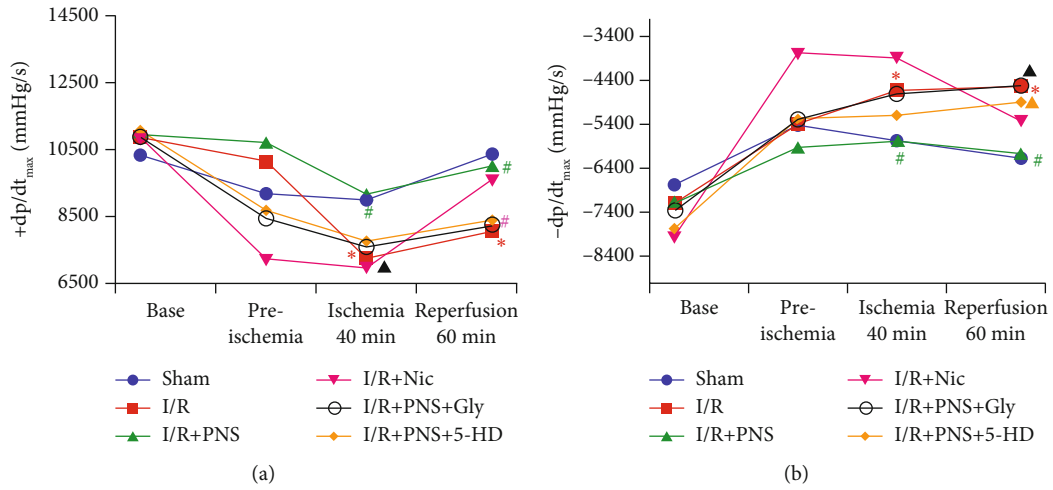 14500
12500
10500
8500
6500
+dp/dt_max (mmHg/s)
*
#
#
#
*
Base
Pre-
ischemia
Ischemia
40 min
Reperfusion
60 min
Sham
I/R
I/R+PNS
I/R+Nic
I/R+PNS+Gly
I/R+PNS+5-HD
(a)
−3400
−4400
−5400
−6400
−7400
−8400
−dp/dt_max (mmHg/s)
*
*
#
#
Base
Pre-
ischemia
Ischemia
40 min
Reperfusion
60 min
Sham
I/R
I/R+PNS
I/R+Nic
I/R+PNS+Gly
I/R+PNS+5-HD
(b)